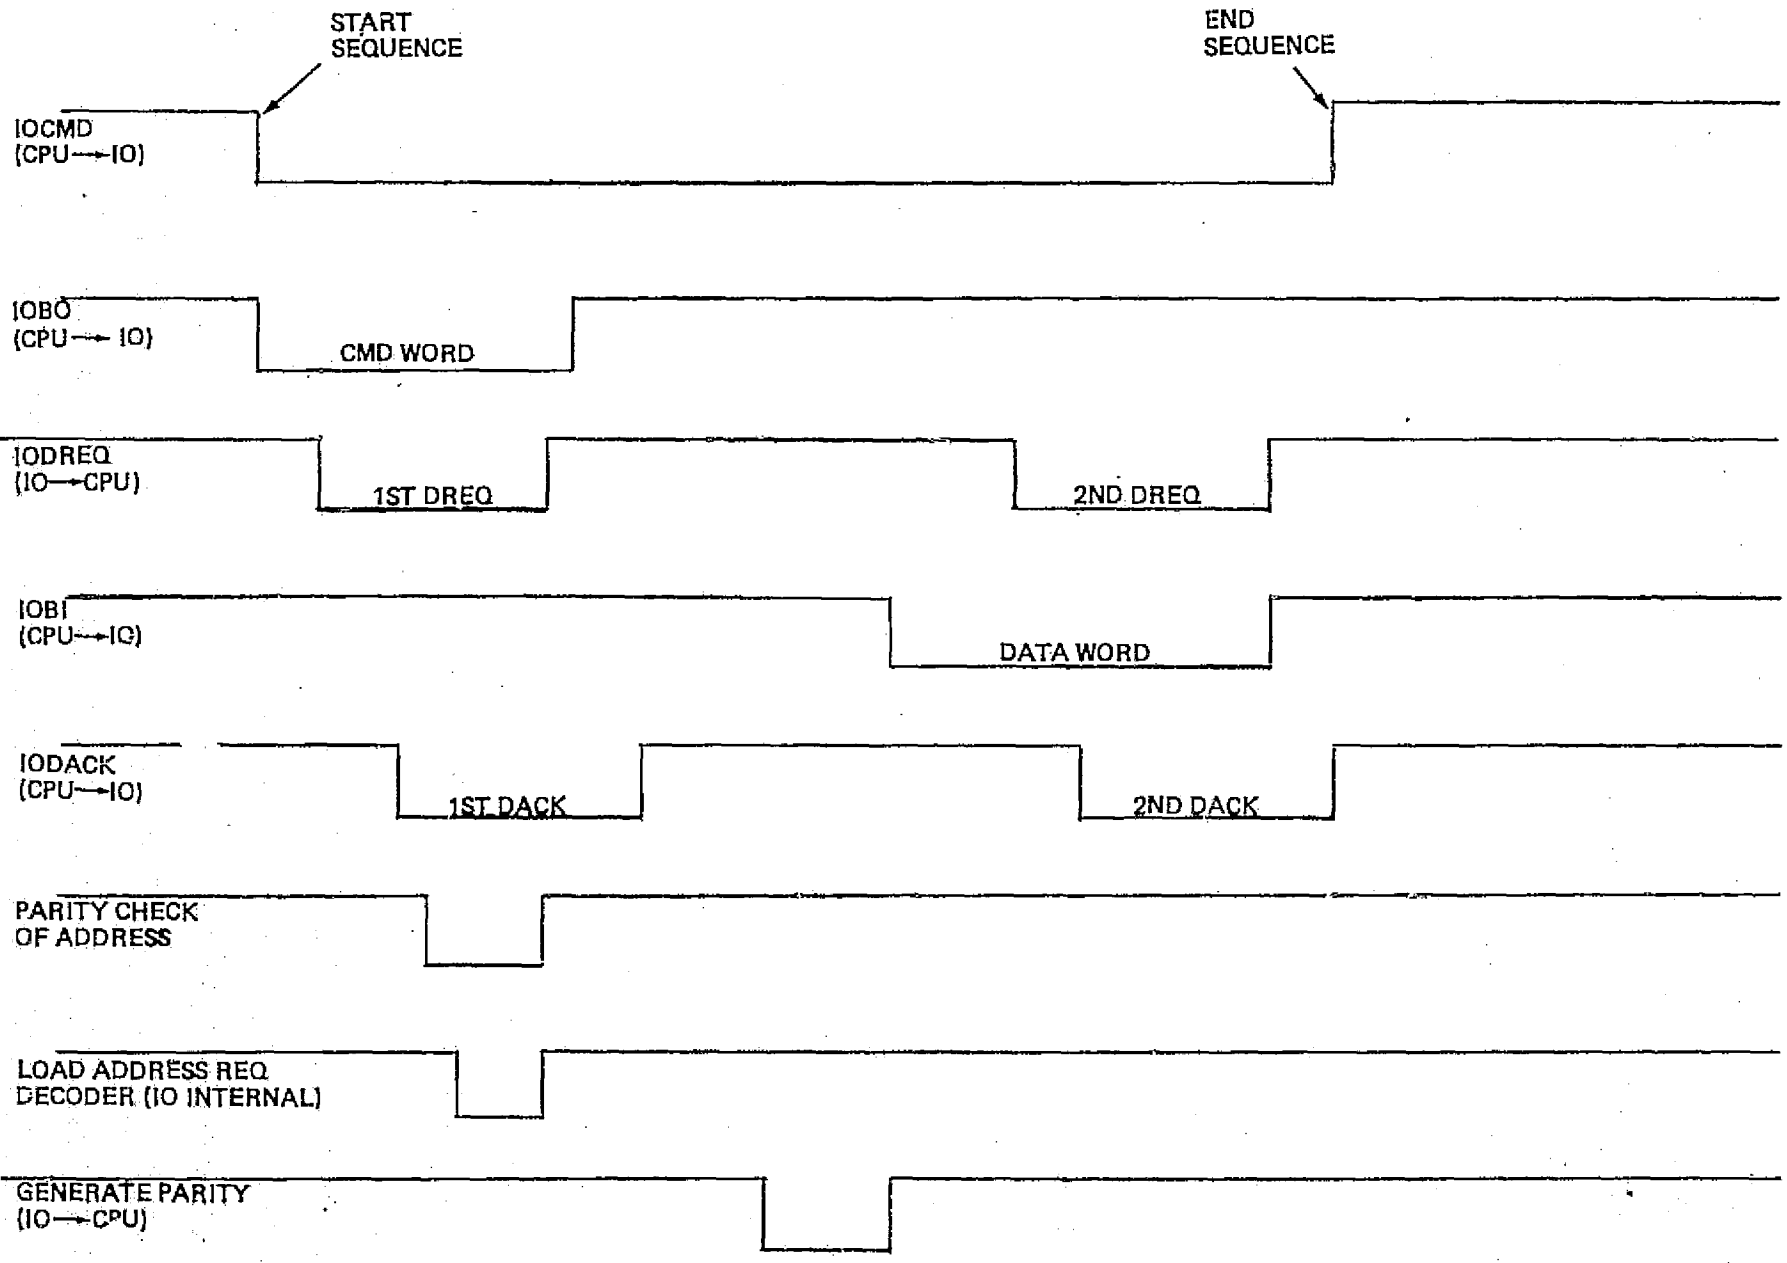 START
SEQUENCE
END
SEQUENCE
IOCMD
(CPU→IO)
IOBO
(CPU→ IO)
CMD WORD
IODREQ
(IO→CPU)
1ST DREQ
2ND DREQ
IOBI
(CPU→IO)
DATA WORD
IODACK
(CPU→IO)
1ST DACK
2ND DACK
PARITY CHECK
OF ADDRESS
LOAD ADDRESS REQ
DECODER (IO INTERNAL)
GENERATE PARITY
(IO→CPU)